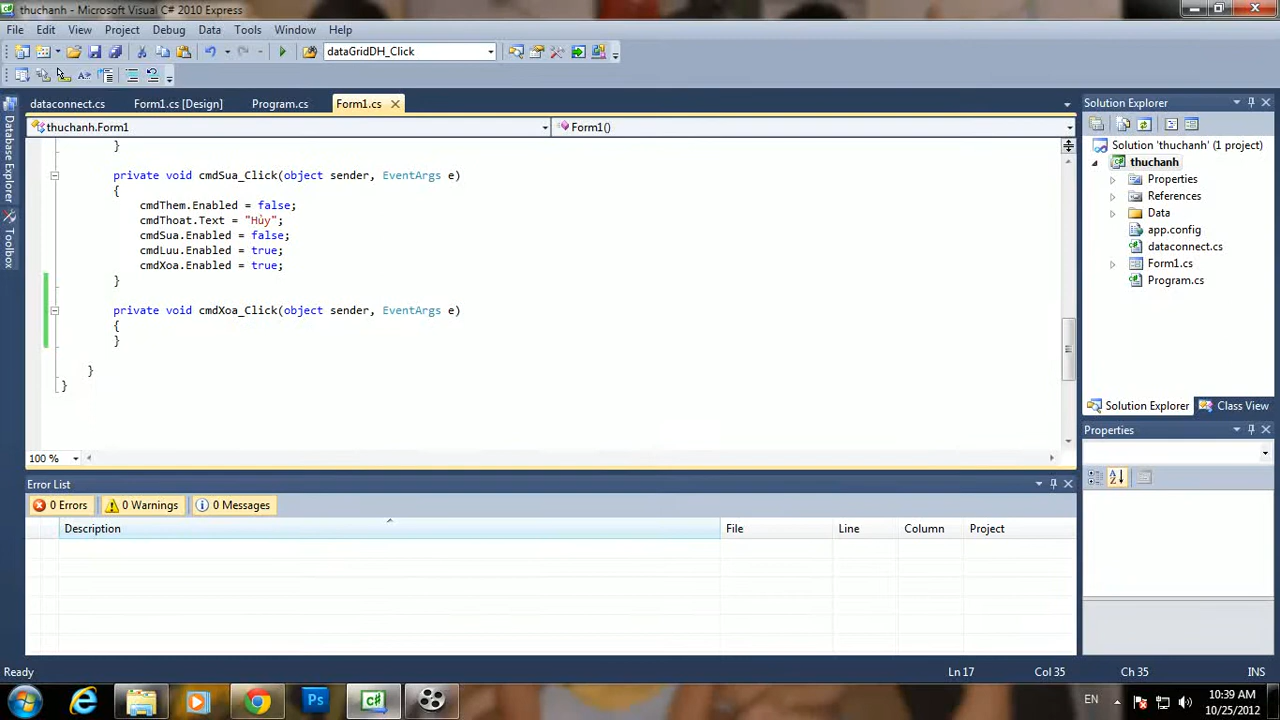 thuchanh - Microsoft Visual C# 2010 Express
File Edit View Project Debug Data Tools Window Help
dataGridDH_Click
dataconnect.cs Form1.cs [Design] Program.cs Form1.cs
thuchanh.Form1 Form1()
}
private void cmdSua_Click(object sender, EventArgs e)
{
cmdThem.Enabled = false;
cmdThoat.Text = "Hủy";
cmdSua.Enabled = false;
cmdLuu.Enabled = true;
cmdXoa.Enabled = true;
}
private void cmdXoa_Click(object sender, EventArgs e)
{
}
}
}
100 %
Database Explorer
Toolbox
Solution Explorer
Solution 'thuchanh' (1 project)
thuchanh
Properties
References
Data
app.config
dataconnect.cs
Form1.cs
Program.cs
Solution Explorer Class View
Properties
Error List
0 Errors 0 Warnings 0 Messages
Description File Line Column Project
Ready Ln 17 Col 35 Ch 35 INS
Ps EN 10:39 AM
10/25/2012